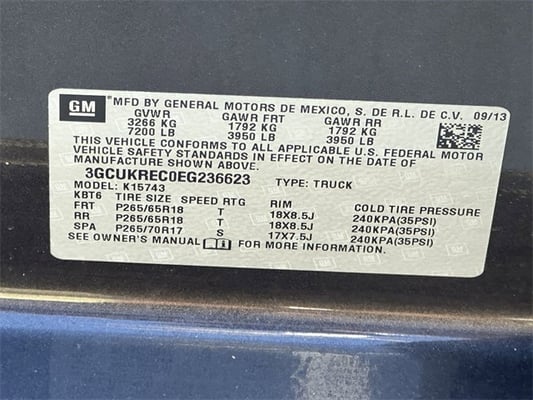 GM
MFD BY GENERAL MOTORS DE MEXICO, S. DE R.L. DE C.V. 09/13
GVWR GAWR FRT GAWR RR
3266 KG 1792 KG 1792 KG
7200 LB 3950 LB 3950 LB
THIS VEHICLE CONFORMS TO ALL APPLICABLE U.S. FEDERAL MOTOR
VEHICLE SAFETY STANDARDS IN EFFECT ON THE DATE OF
MANUFACTURE SHOWN ABOVE.
3GCUKREC0EG236623 TYPE: TRUCK
MODEL: K15743
KBT6 TIRE SIZE SPEED RTG RIM COLD TIRE PRESSURE
FRT P265/65R18 T 18X8.5J 240KPA(35PSI)
RR P265/65R18 T 18X8.5J 240KPA(35PSI)
SPA P265/70R17 S 17X7.5J 240KPA(35PSI)
SEE OWNER'S MANUAL FOR MORE INFORMATION.